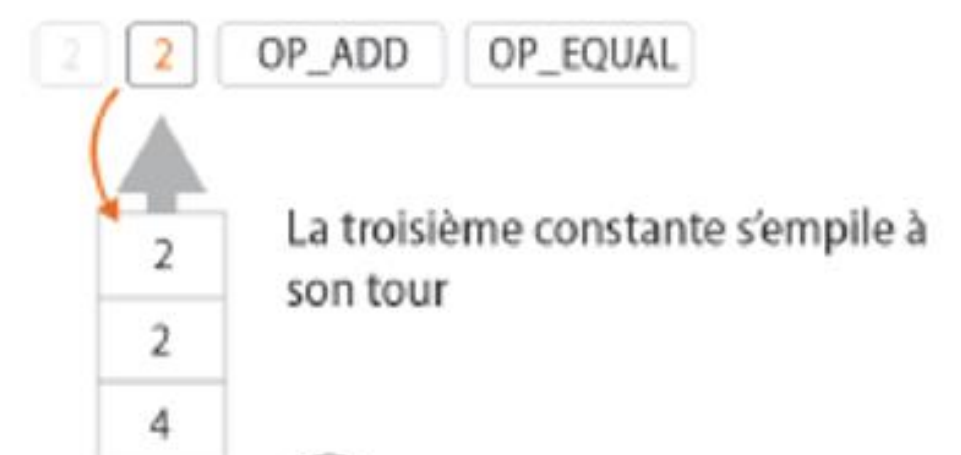 2 2 OP_ADD OP_EQUAL
La troisième constante s'empile à
son tour
2
2
4